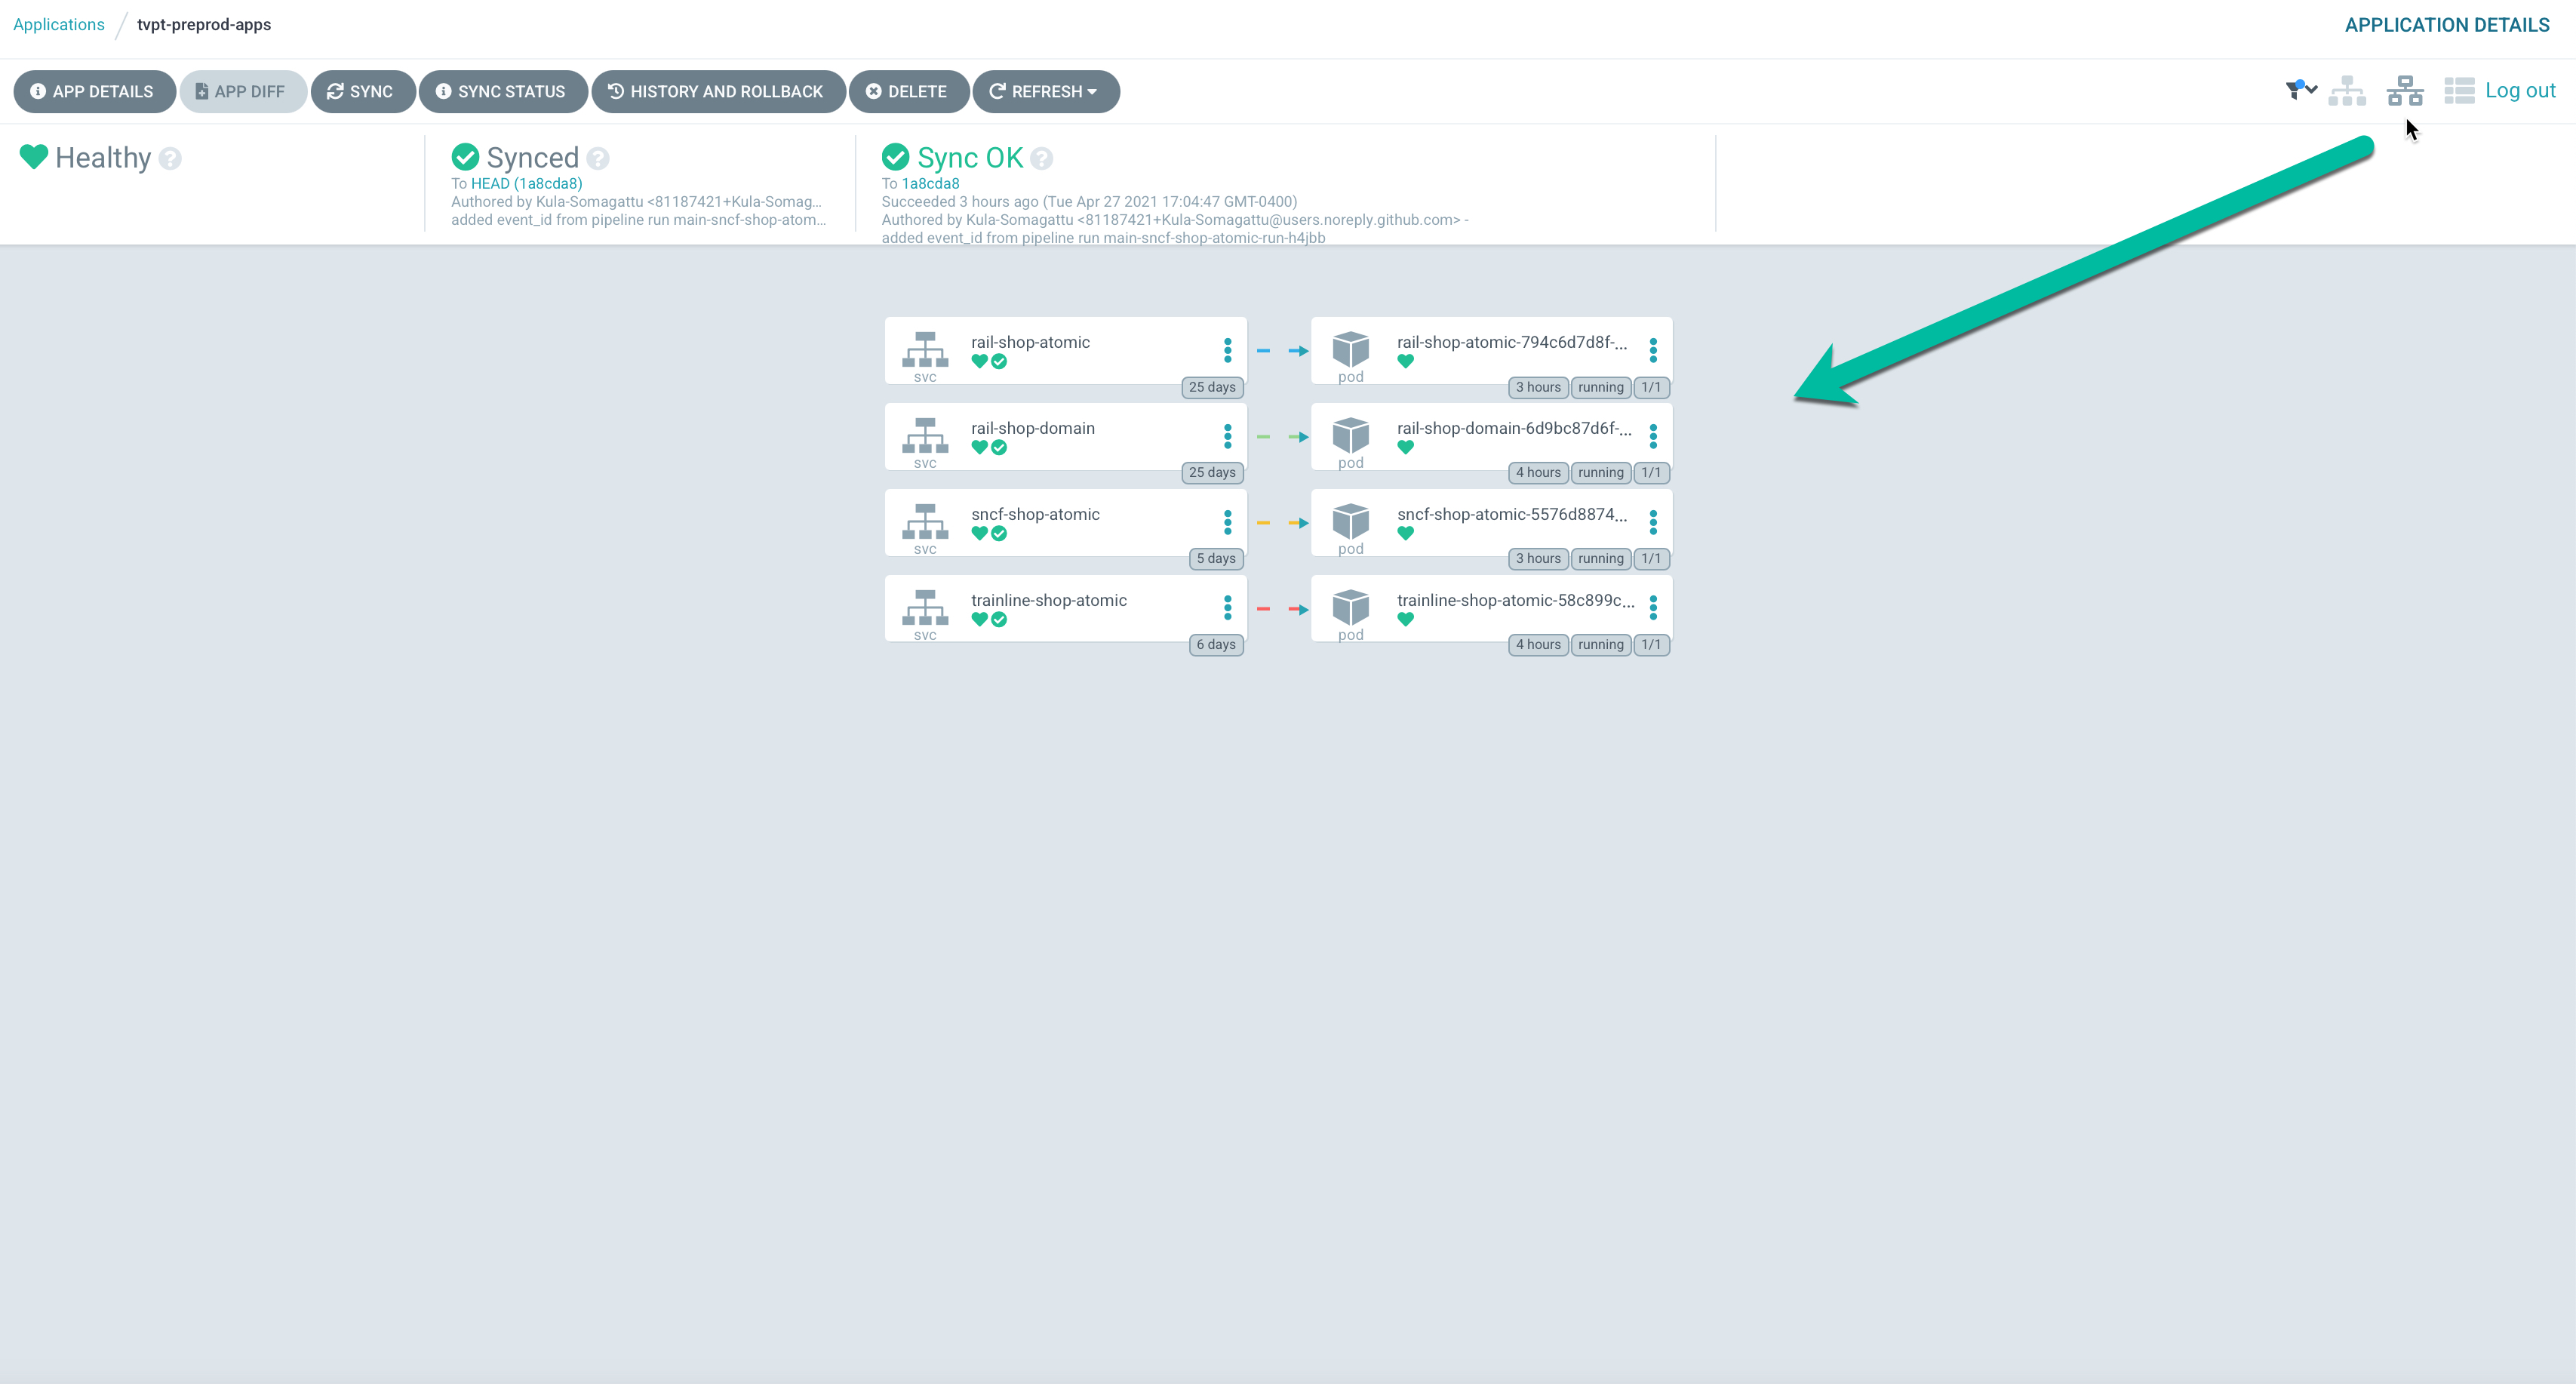 Applications / tvpt-preprod-apps
APPLICATION DETAILS
APP DETAILS
APP DIFF
SYNC
SYNC STATUS
HISTORY AND ROLLBACK
DELETE
REFRESH
Log out
Healthy ?
Synced ?
To HEAD (1a8cda8)
Authored by Kula-Somagattu <81187421+Kula-Somag...
added event_id from pipeline run main-sncf-shop-atom...
Sync OK ?
To 1a8cda8
Succeeded 3 hours ago (Tue Apr 27 2021 17:04:47 GMT-0400)
Authored by Kula-Somagattu <81187421+Kula-Somagattu@users.noreply.github.com> -
added event_id from pipeline run main-sncf-shop-atomic-run-h4jbb
rail-shop-atomic
svc
25 days
rail-shop-atomic-794c6d7d8f-...
pod
3 hours running 1/1
rail-shop-domain
svc
25 days
rail-shop-domain-6d9bc87d6f-...
pod
4 hours running 1/1
sncf-shop-atomic
svc
5 days
sncf-shop-atomic-5576d8874...
pod
3 hours running 1/1
trainline-shop-atomic
svc
6 days
trainline-shop-atomic-58c899c...
pod
4 hours running 1/1